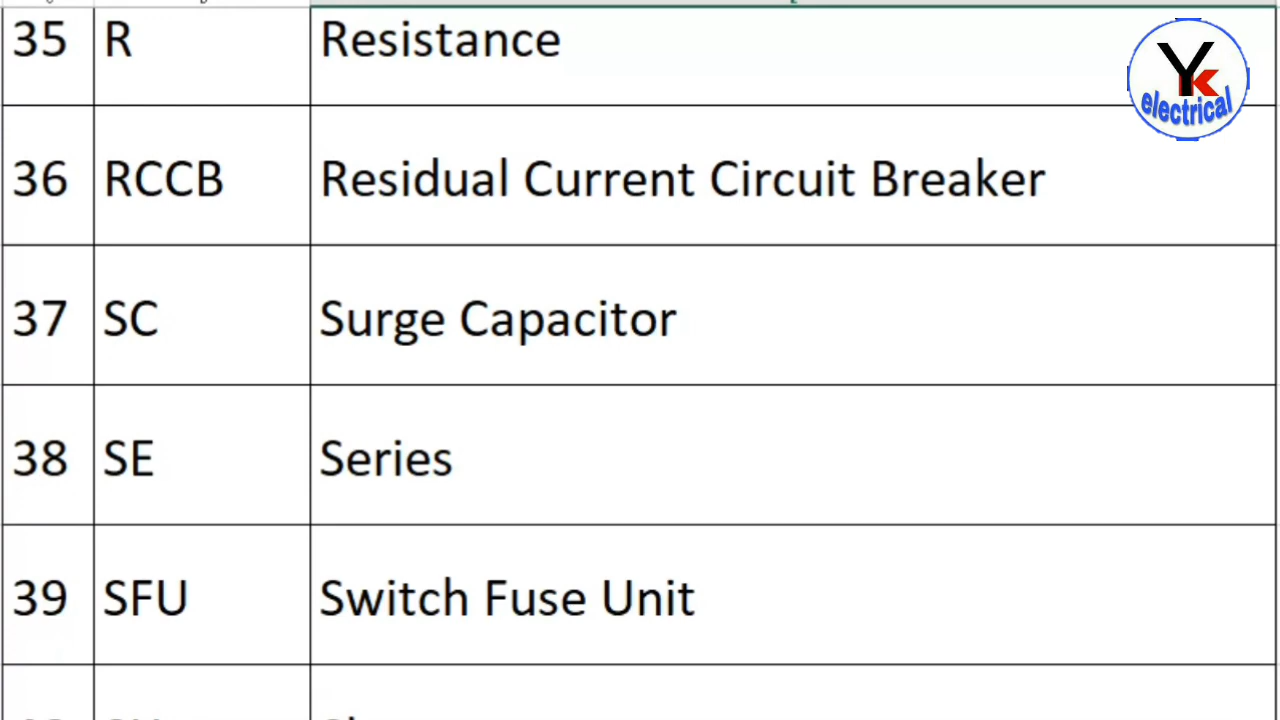 35 R Resistance
36 RCCB Residual Current Circuit Breaker
37 SC Surge Capacitor
38 SE Series
39 SFU Switch Fuse Unit
YK
electrical